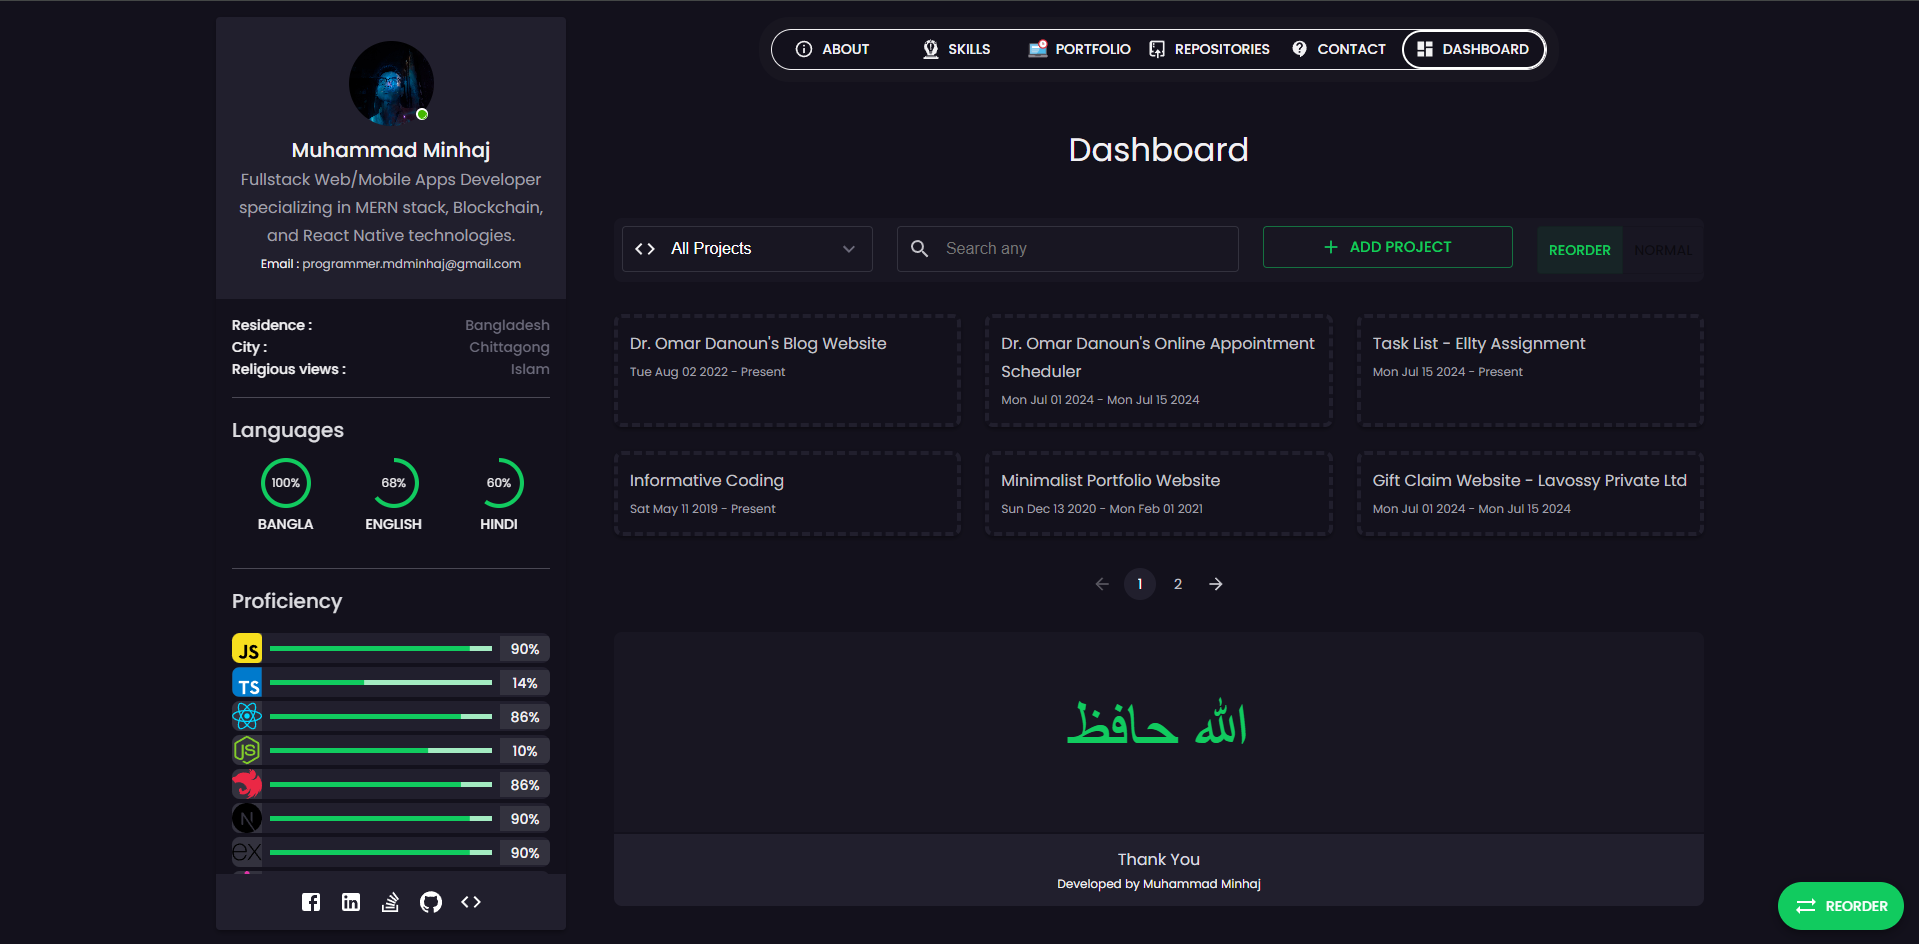 Muhammad Minhaj
Fullstack Web/Mobile Apps Developer
specializing in MERN stack, Blockchain,
and React Native technologies.
Email : programmer.mdminhaj@gmail.com
Residence : Bangladesh
City : Chittagong
Religious views : Islam
Languages
100% 68% 60%
BANGLA ENGLISH HINDI
Proficiency
JS 90%
TS 14%
86%
JS 10%
86%
N 90%
ex 90%
ABOUT SKILLS PORTFOLIO REPOSITORIES CONTACT DASHBOARD
Dashboard
All Projects Search any ADD PROJECT REORDER NORMAL
Dr. Omar Danoun's Blog Website
Tue Aug 02 2022 - Present
Dr. Omar Danoun's Online Appointment
Scheduler
Mon Jul 01 2024 - Mon Jul 15 2024
Task List - Ellty Assignment
Mon Jul 15 2024 - Present
Informative Coding
Sat May 11 2019 - Present
Minimalist Portfolio Website
Sun Dec 13 2020 - Mon Feb 01 2021
Gift Claim Website - Lavossy Private Ltd
Mon Jul 01 2024 - Mon Jul 15 2024
1 2
الله حافظ
Thank You
Developed by Muhammad Minhaj
REORDER